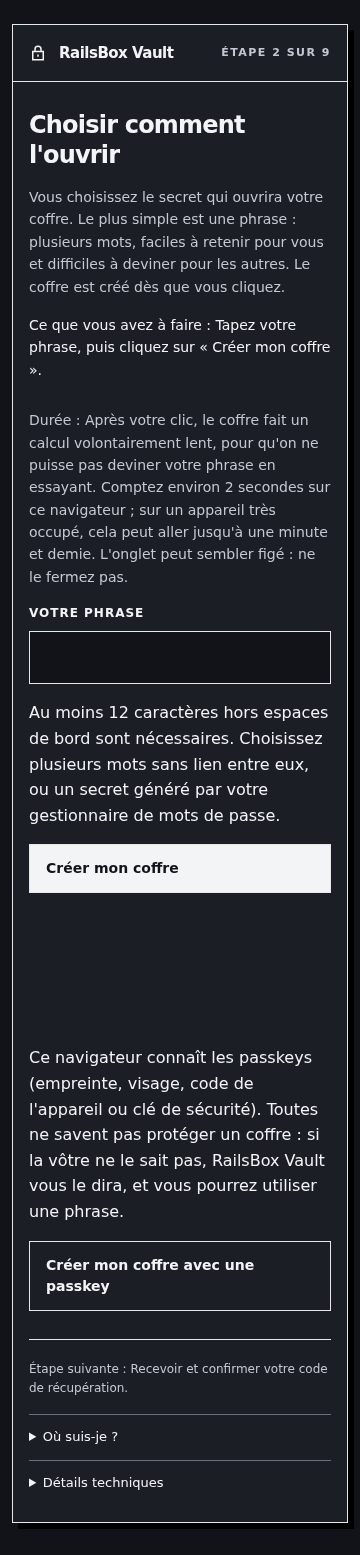 RailsBox Vault
ÉTAPE 2 SUR 9
Choisir comment
l'ouvrir
Vous choisissez le secret qui ouvrira votre
coffre. Le plus simple est une phrase :
plusieurs mots, faciles à retenir pour vous
et difficiles à deviner pour les autres. Le
coffre est créé dès que vous cliquez.
Ce que vous avez à faire : Tapez votre
phrase, puis cliquez sur « Créer mon coffre
».
Durée : Après votre clic, le coffre fait un
calcul volontairement lent, pour qu'on ne
puisse pas deviner votre phrase en
essayant. Comptez environ 2 secondes sur
ce navigateur ; sur un appareil très
occupé, cela peut aller jusqu'à une minute
et demie. L'onglet peut sembler figé : ne
le fermez pas.
VOTRE PHRASE
Au moins 12 caractères hors espaces
de bord sont nécessaires. Choisissez
plusieurs mots sans lien entre eux,
ou un secret généré par votre
gestionnaire de mots de passe.
Créer mon coffre
Ce navigateur connaît les passkeys
(empreinte, visage, code de
l'appareil ou clé de sécurité). Toutes
ne savent pas protéger un coffre : si
la vôtre ne le sait pas, RailsBox Vault
vous le dira, et vous pourrez utiliser
une phrase.
Créer mon coffre avec une
passkey
Étape suivante : Recevoir et confirmer votre code
de récupération.
Où suis-je ?
Détails techniques